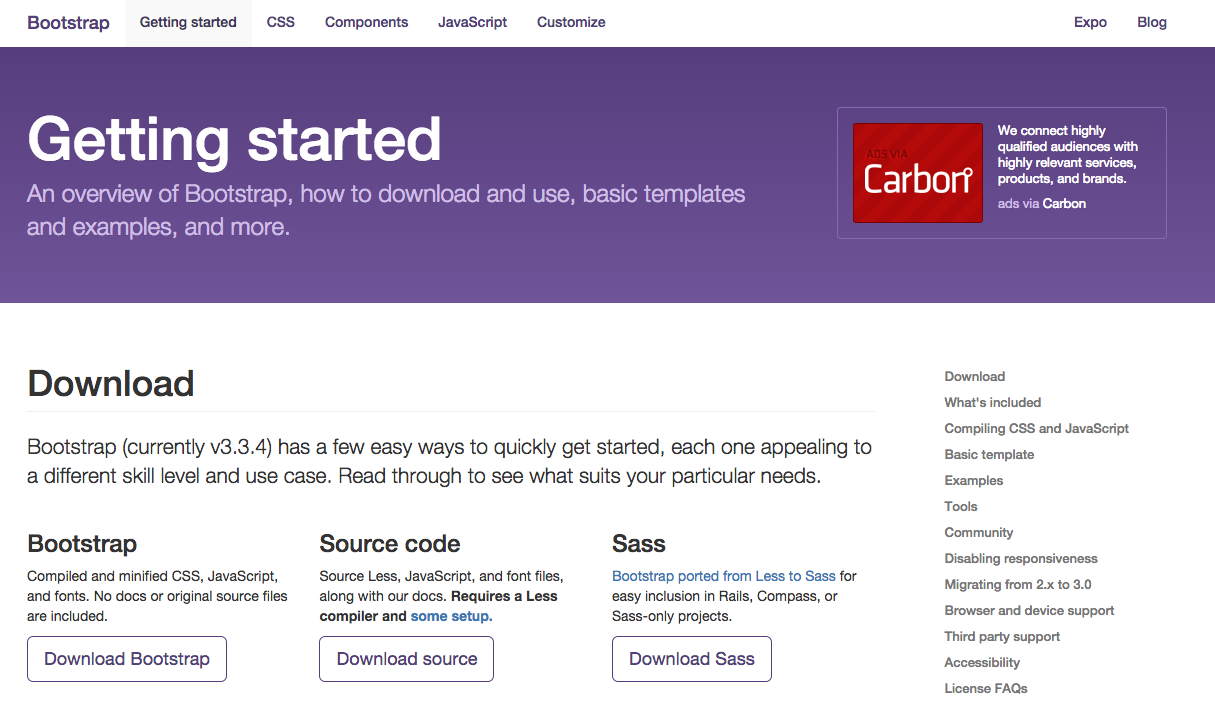 Bootstrap Getting started CSS Components JavaScript Customize Expo Blog
Getting started
An overview of Bootstrap, how to download and use, basic templates
and examples, and more.
ADS VIA
Carbon
We connect highly
qualified audiences with
highly relevant services,
products, and brands.
ads via Carbon
Download
Bootstrap (currently v3.3.4) has a few easy ways to quickly get started, each one appealing to
a different skill level and use case. Read through to see what suits your particular needs.
Bootstrap
Compiled and minified CSS, JavaScript,
and fonts. No docs or original source files
are included.
Download Bootstrap
Source code
Source Less, JavaScript, and font files,
along with our docs. Requires a Less
compiler and some setup.
Download source
Sass
Bootstrap ported from Less to Sass for
easy inclusion in Rails, Compass, or
Sass-only projects.
Download Sass
Download
What's included
Compiling CSS and JavaScript
Basic template
Examples
Tools
Community
Disabling responsiveness
Migrating from 2.x to 3.0
Browser and device support
Third party support
Accessibility
License FAQs